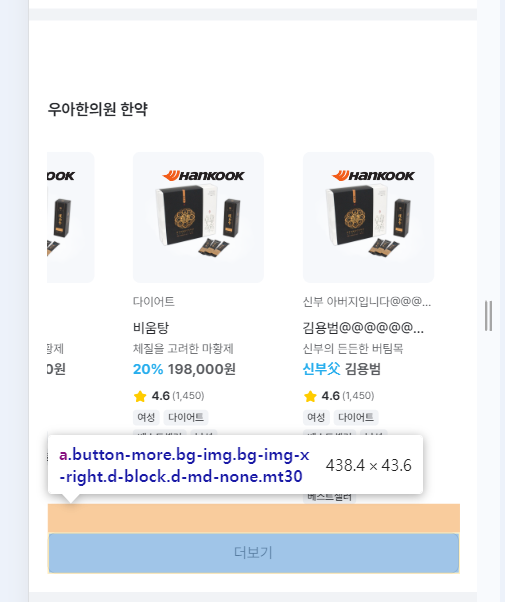 우아한의원 한약
HANKOOK
HANKOOK
다이어트
신부 아버지입니다@@@...
비움탕
김용범@@@@@@...
황제
체질을 고려한 마황제
신부의 든든한 버팀목
0원
20% 198,000원
신부父 김용범
4.6 (1,450)
4.6 (1,450)
여성 다이어트
여성 다이어트
a.button-more.bg-img.bg-img-x
-right.d-block.d-md-none.mt30
438.4 × 43.6
베스트셀러
더보기